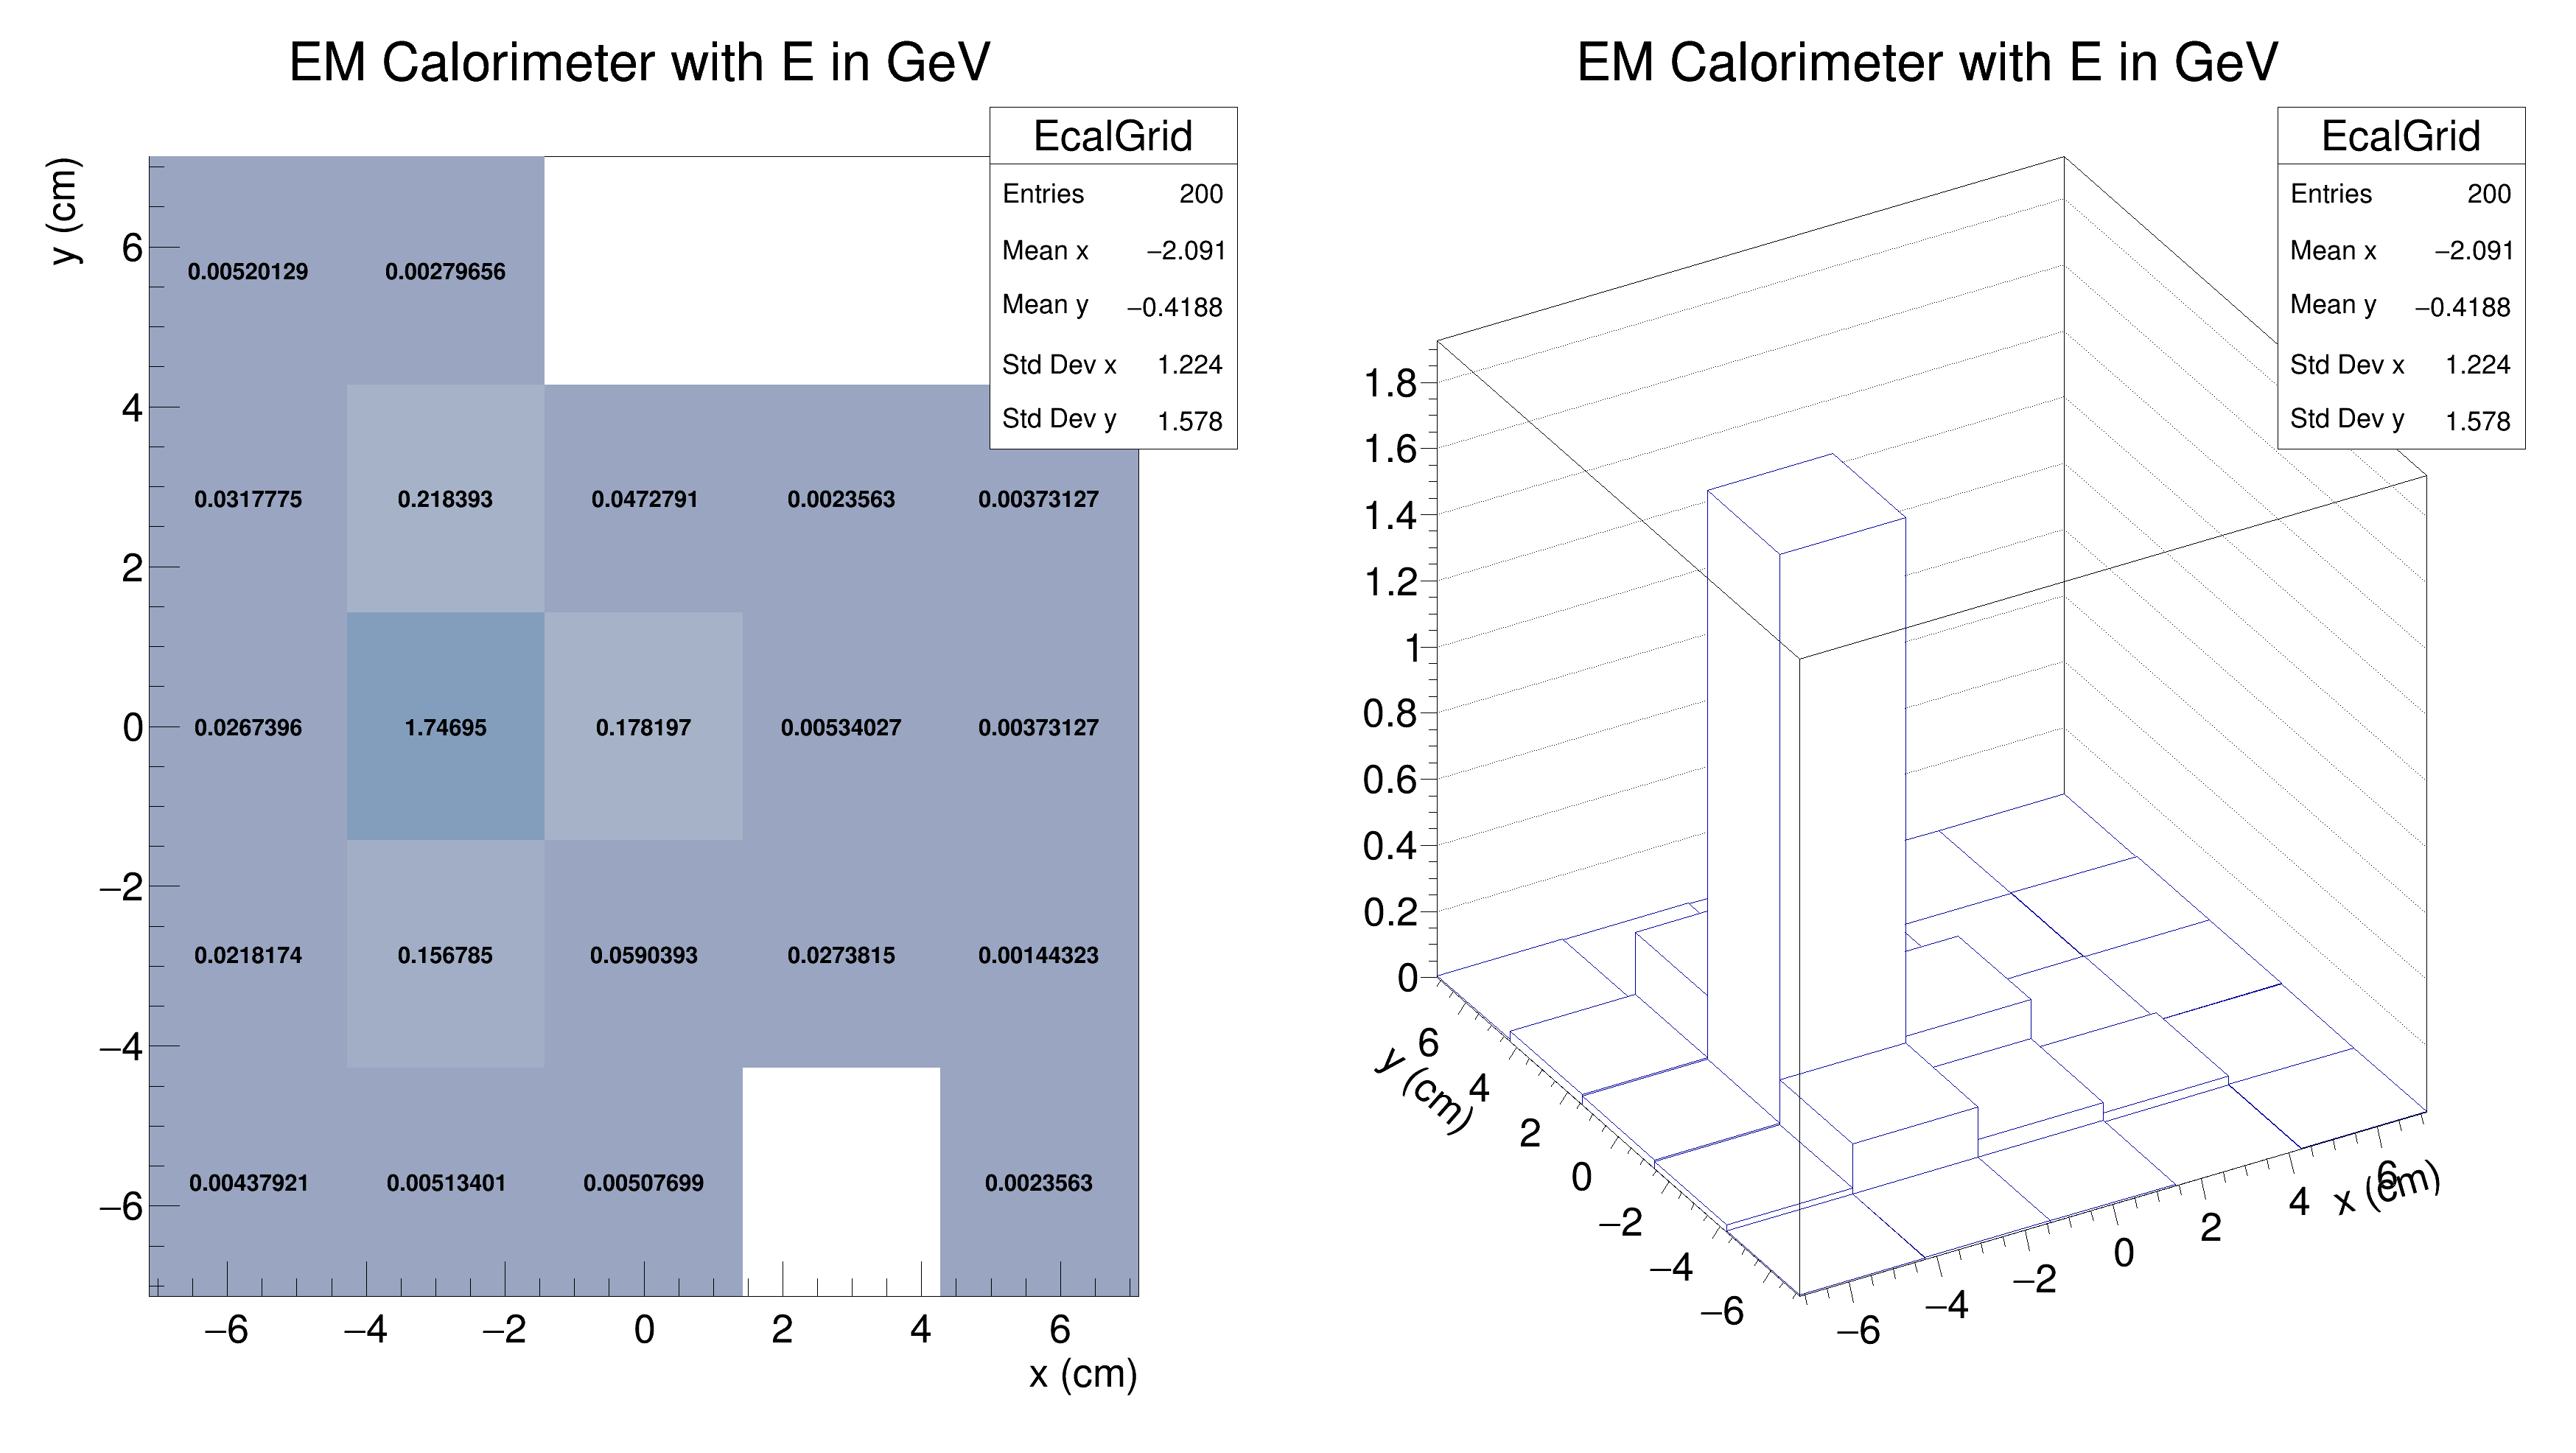 EM Calorimeter with E in GeV
EcalGrid
Entries 200
Mean x −2.091
Mean y −0.4188
Std Dev x 1.224
Std Dev y 1.578
y (cm)
6
4
2
0
−2
−4
−6
0.00520129 0.00279656
0.0317775 0.218393 0.0472791 0.0023563 0.00373127
0.0267396 1.74695 0.178197 0.00534027 0.00373127
0.0218174 0.156785 0.0590393 0.0273815 0.00144323
0.00437921 0.00513401 0.00507699 0.0023563
−6 −4 −2 0 2 4 6
x (cm)
EM Calorimeter with E in GeV
EcalGrid
Entries 200
Mean x −2.091
Mean y −0.4188
Std Dev x 1.224
Std Dev y 1.578
1.8
1.6
1.4
1.2
1
0.8
0.6
0.4
0.2
0
y (cm)
6
4
2
0
−2
−4
−6
−6 −4 −2 0 2 4 6
x (cm)